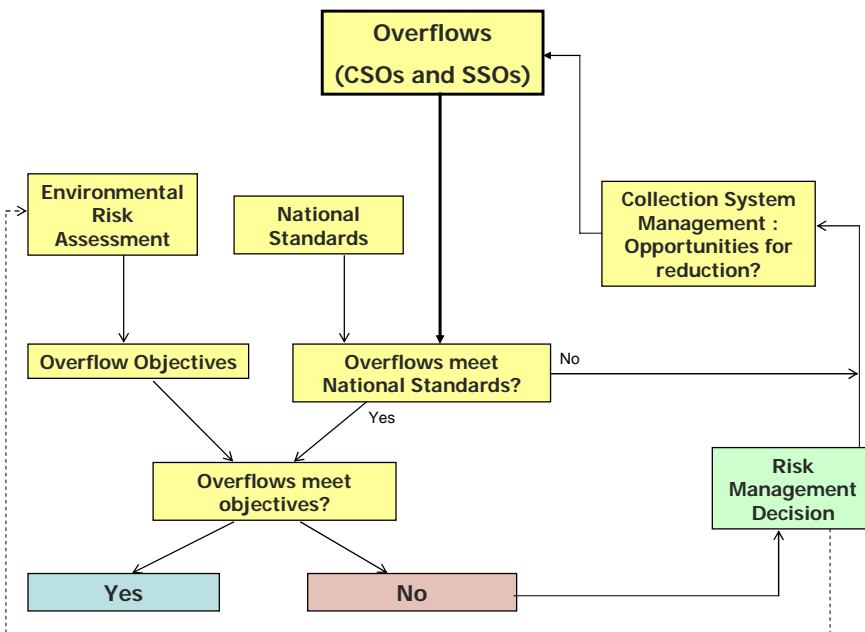 Overflows
(CSOs and SSOs)
Environmental
Risk
Assessment
National
Standards
Collection System
Management :
Opportunities for
reduction?
Overflow Objectives
Overflows meet
National Standards?
No
Yes
Overflows meet
objectives?
Risk
Management
Decision
Yes
No